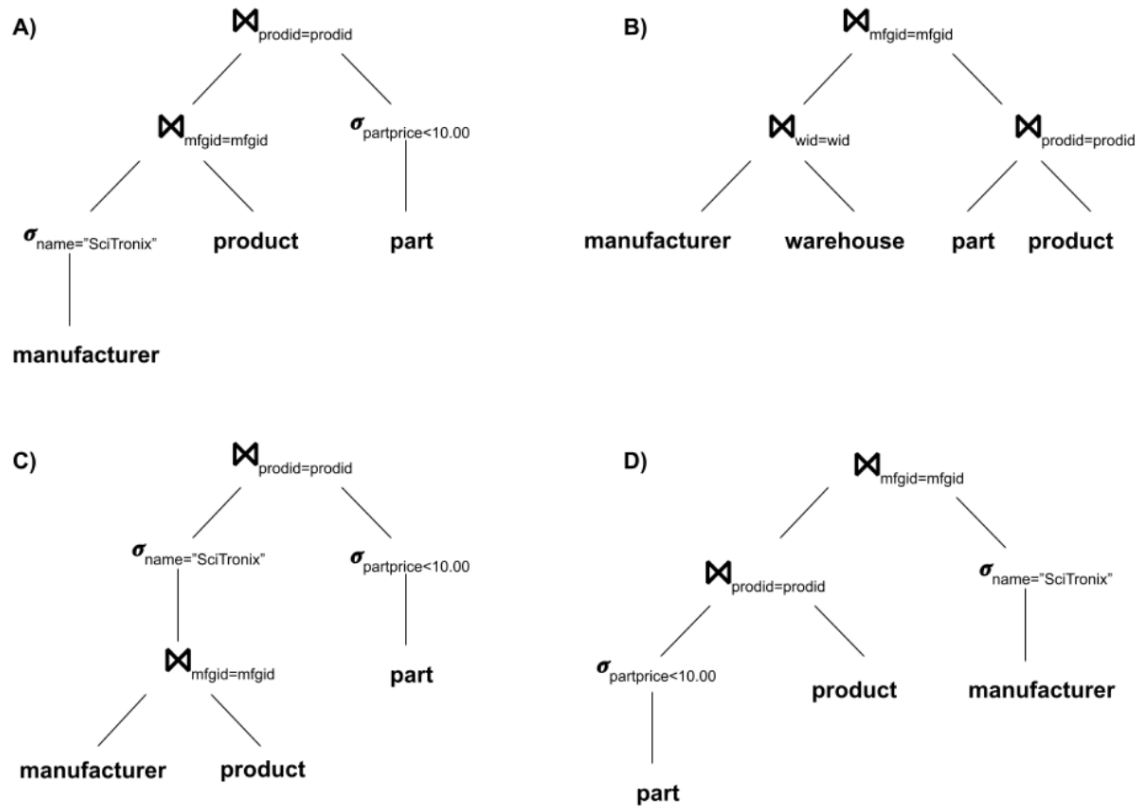 A)
⋈prodid=prodid
⋈mfgid=mfgid
σpartprice<10.00
σname="SciTronix"
product
part
manufacturer
B)
⋈mfgid=mfgid
⋈wid=wid
⋈prodid=prodid
manufacturer
warehouse
part
product
C)
⋈prodid=prodid
σname="SciTronix"
σpartprice<10.00
⋈mfgid=mfgid
part
manufacturer
product
D)
⋈mfgid=mfgid
⋈prodid=prodid
σname="SciTronix"
σpartprice<10.00
product
manufacturer
part